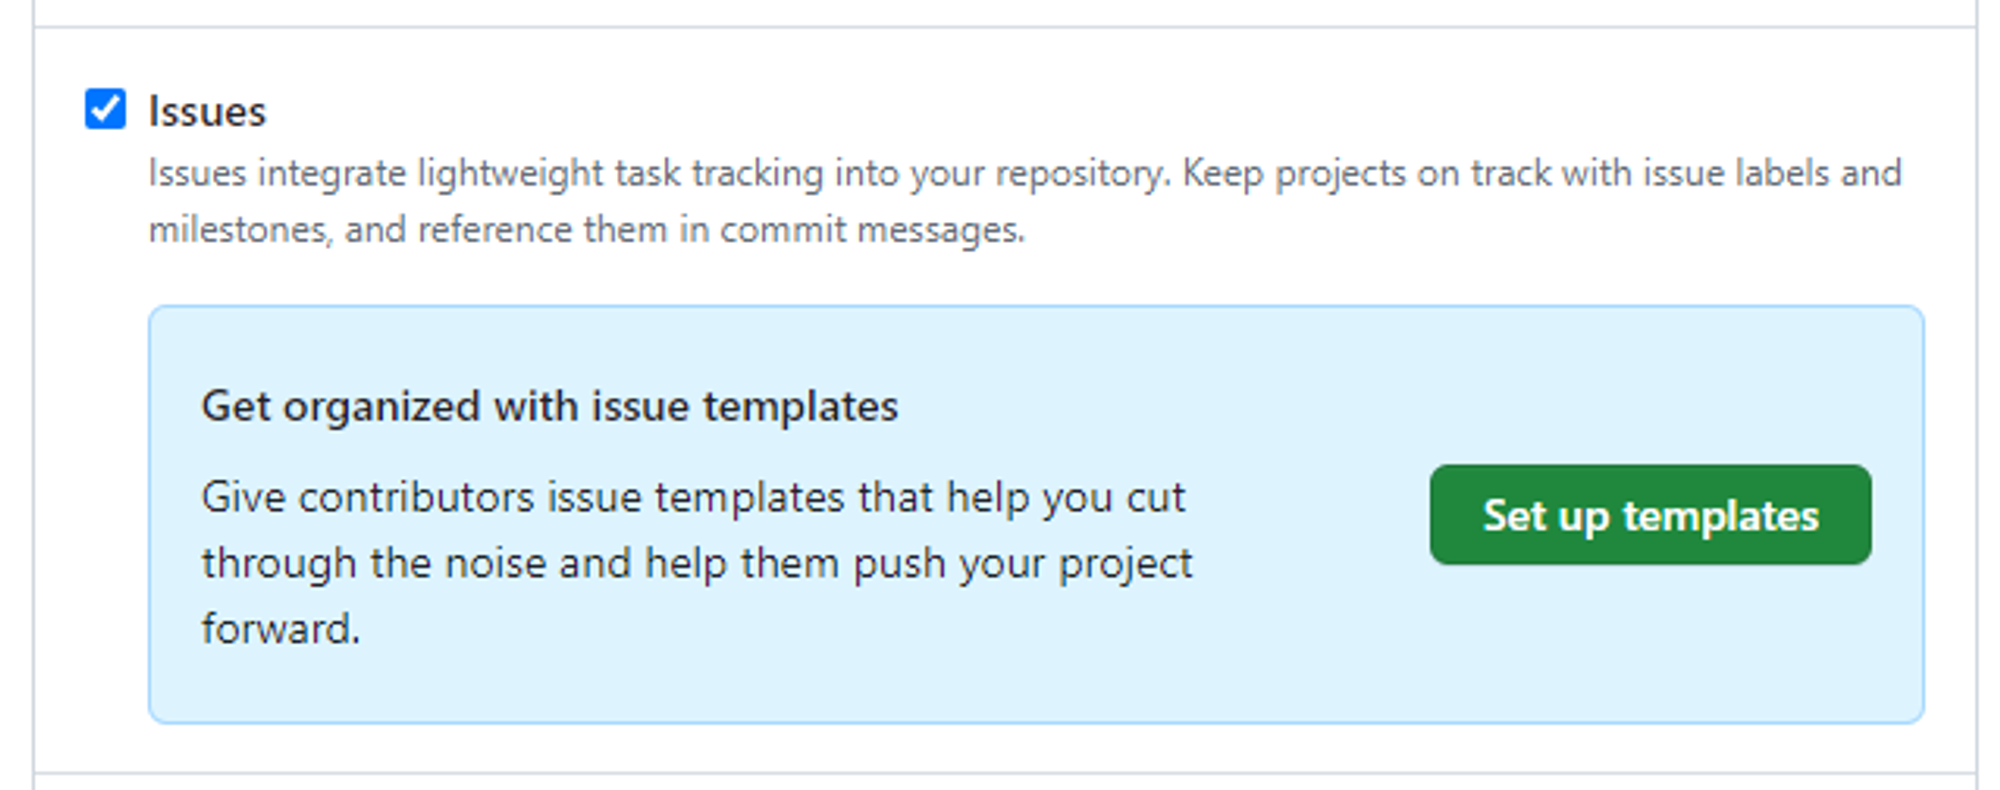 Issues
Issues integrate lightweight task tracking into your repository. Keep projects on track with issue labels and
milestones, and reference them in commit messages.
Get organized with issue templates
Give contributors issue templates that help you cut
through the noise and help them push your project
forward.
Set up templates